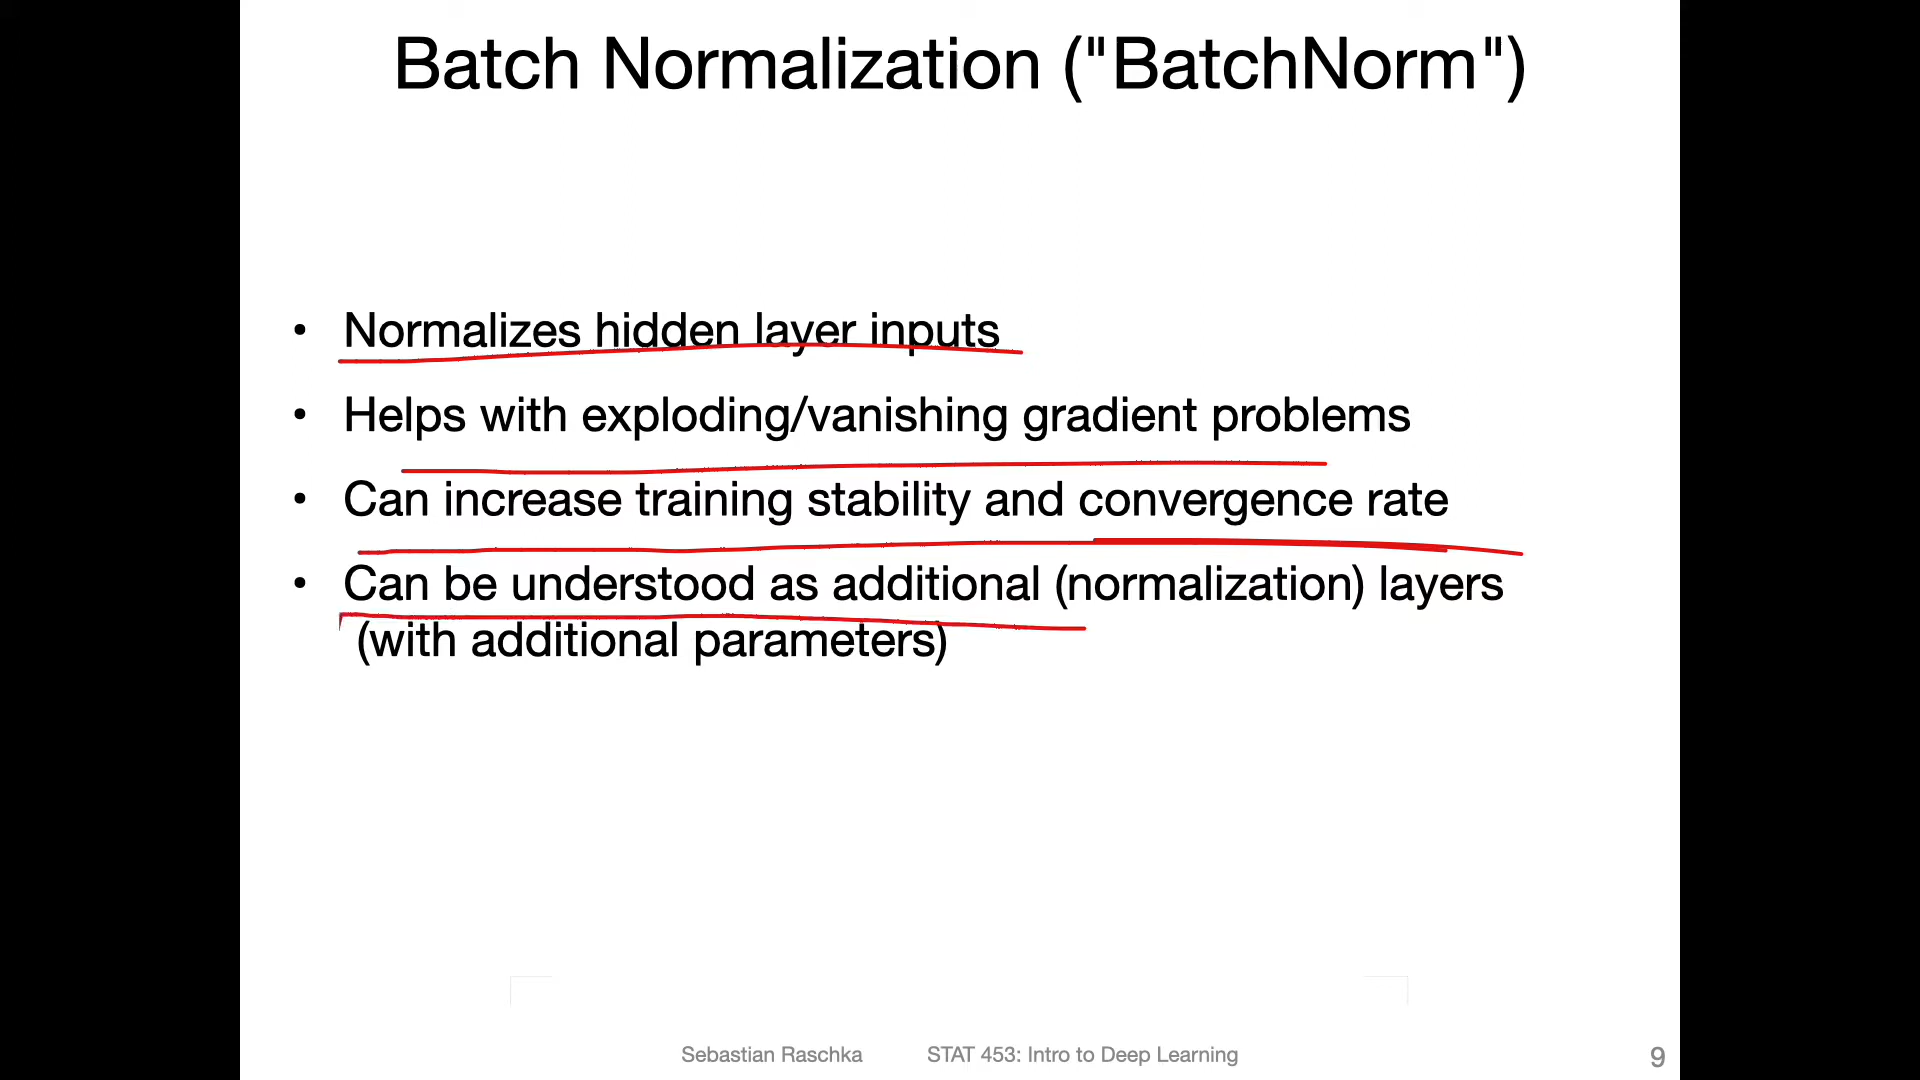 Batch Normalization ("BatchNorm")
• Normalizes hidden layer inputs
• Helps with exploding/vanishing gradient problems
• Can increase training stability and convergence rate
• Can be understood as additional (normalization) layers
(with additional parameters)
Sebastian Raschka STAT 453: Intro to Deep Learning 9